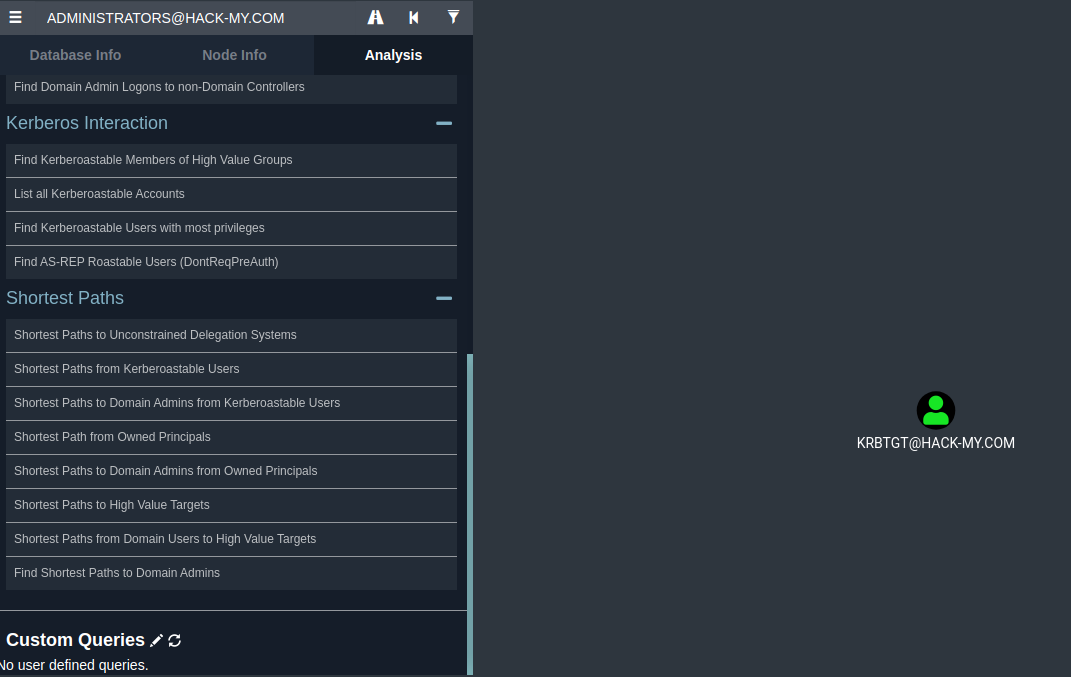 ADMINISTRATORS@HACK-MY.COM
Database Info Node Info Analysis
Find Domain Admin Logons to non-Domain Controllers
Kerberos Interaction
Find Kerberoastable Members of High Value Groups
List all Kerberoastable Accounts
Find Kerberoastable Users with most privileges
Find AS-REP Roastable Users (DontReqPreAuth)
Shortest Paths
Shortest Paths to Unconstrained Delegation Systems
Shortest Paths from Kerberoastable Users
Shortest Paths to Domain Admins from Kerberoastable Users
Shortest Path from Owned Principals
Shortest Paths to Domain Admins from Owned Principals
Shortest Paths to High Value Targets
Shortest Paths from Domain Users to High Value Targets
Find Shortest Paths to Domain Admins
Custom Queries
No user defined queries.
KRBTGT@HACK-MY.COM